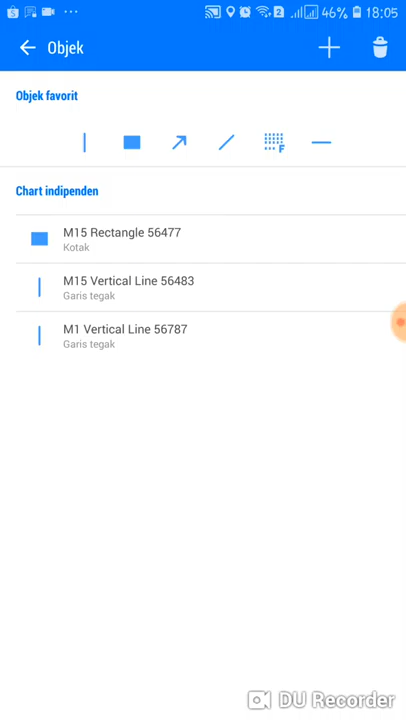 46% 18:05
Objek
Objek favorit
F
Chart indipenden
M15 Rectangle 56477
Kotak
M15 Vertical Line 56483
Garis tegak
M1 Vertical Line 56787
Garis tegak
DU Recorder